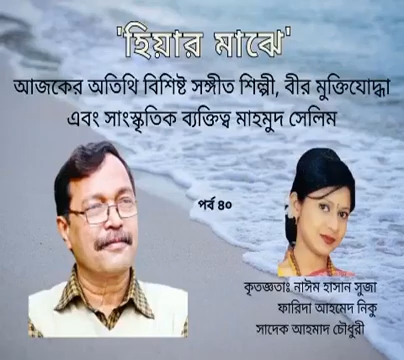 'হিয়ার মাঝে'
আজকের অতিথি বিশিষ্ট সঙ্গীত শিল্পী, বীর মুক্তিযোদ্ধা
এবং সাংস্কৃতিক ব্যক্তিত্ব মাহমুদ সেলিম
পর্ব ৪০
কৃতজ্ঞতাঃ নাঈম হাসান সুজা
ফারিদা আহমেদ নিকু
সাদেক আহমাদ চৌধুরী